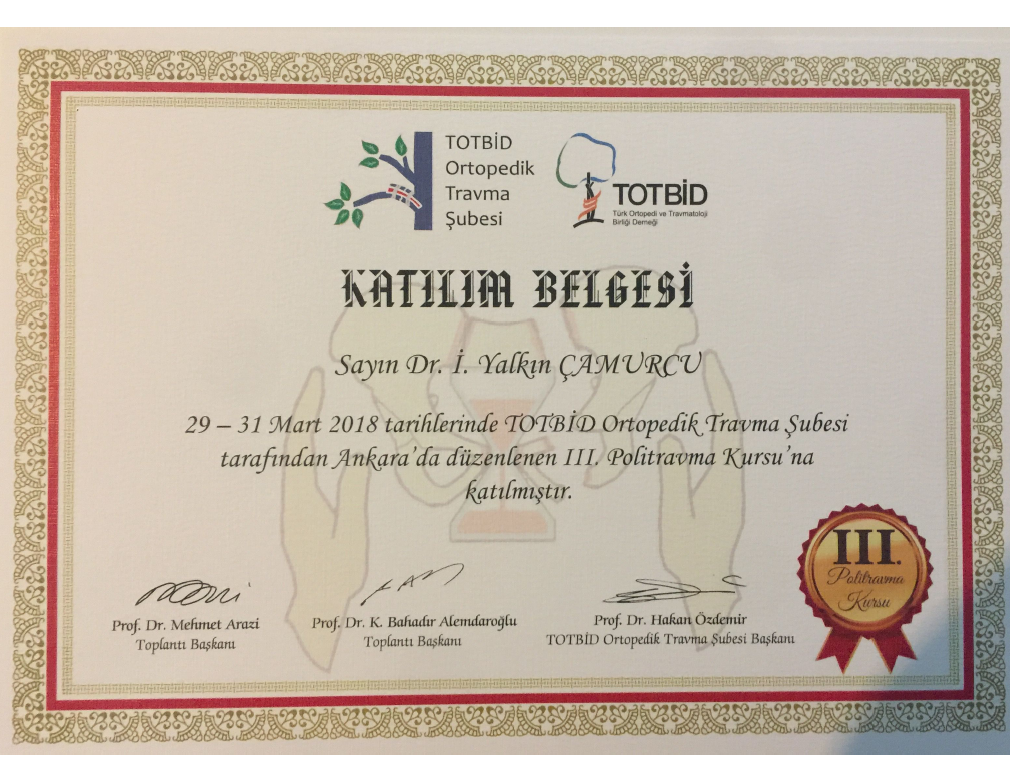 TOTBİD
Ortopedik
Travma
Şubesi
TOTBİD
Türk Ortopedi ve Travmatoloji
Birliği Derneği
KATILIM BELGESİ
Sayın Dr. İ. Yalkın ÇAMURCU
29 – 31 Mart 2018 tarihlerinde TOTBİD Ortopedik Travma Şubesi
tarafından Ankara'da düzenlenen III. Politravma Kursu'na
katılmıştır.
III.
Politravma
Kursu
Prof. Dr. Mehmet Arazi
Toplantı Başkanı
Prof. Dr. K. Bahadır Alemdaroğlu
Toplantı Başkanı
Prof. Dr. Hakan Özdemir
TOTBİD Ortopedik Travma Şubesi Başkanı